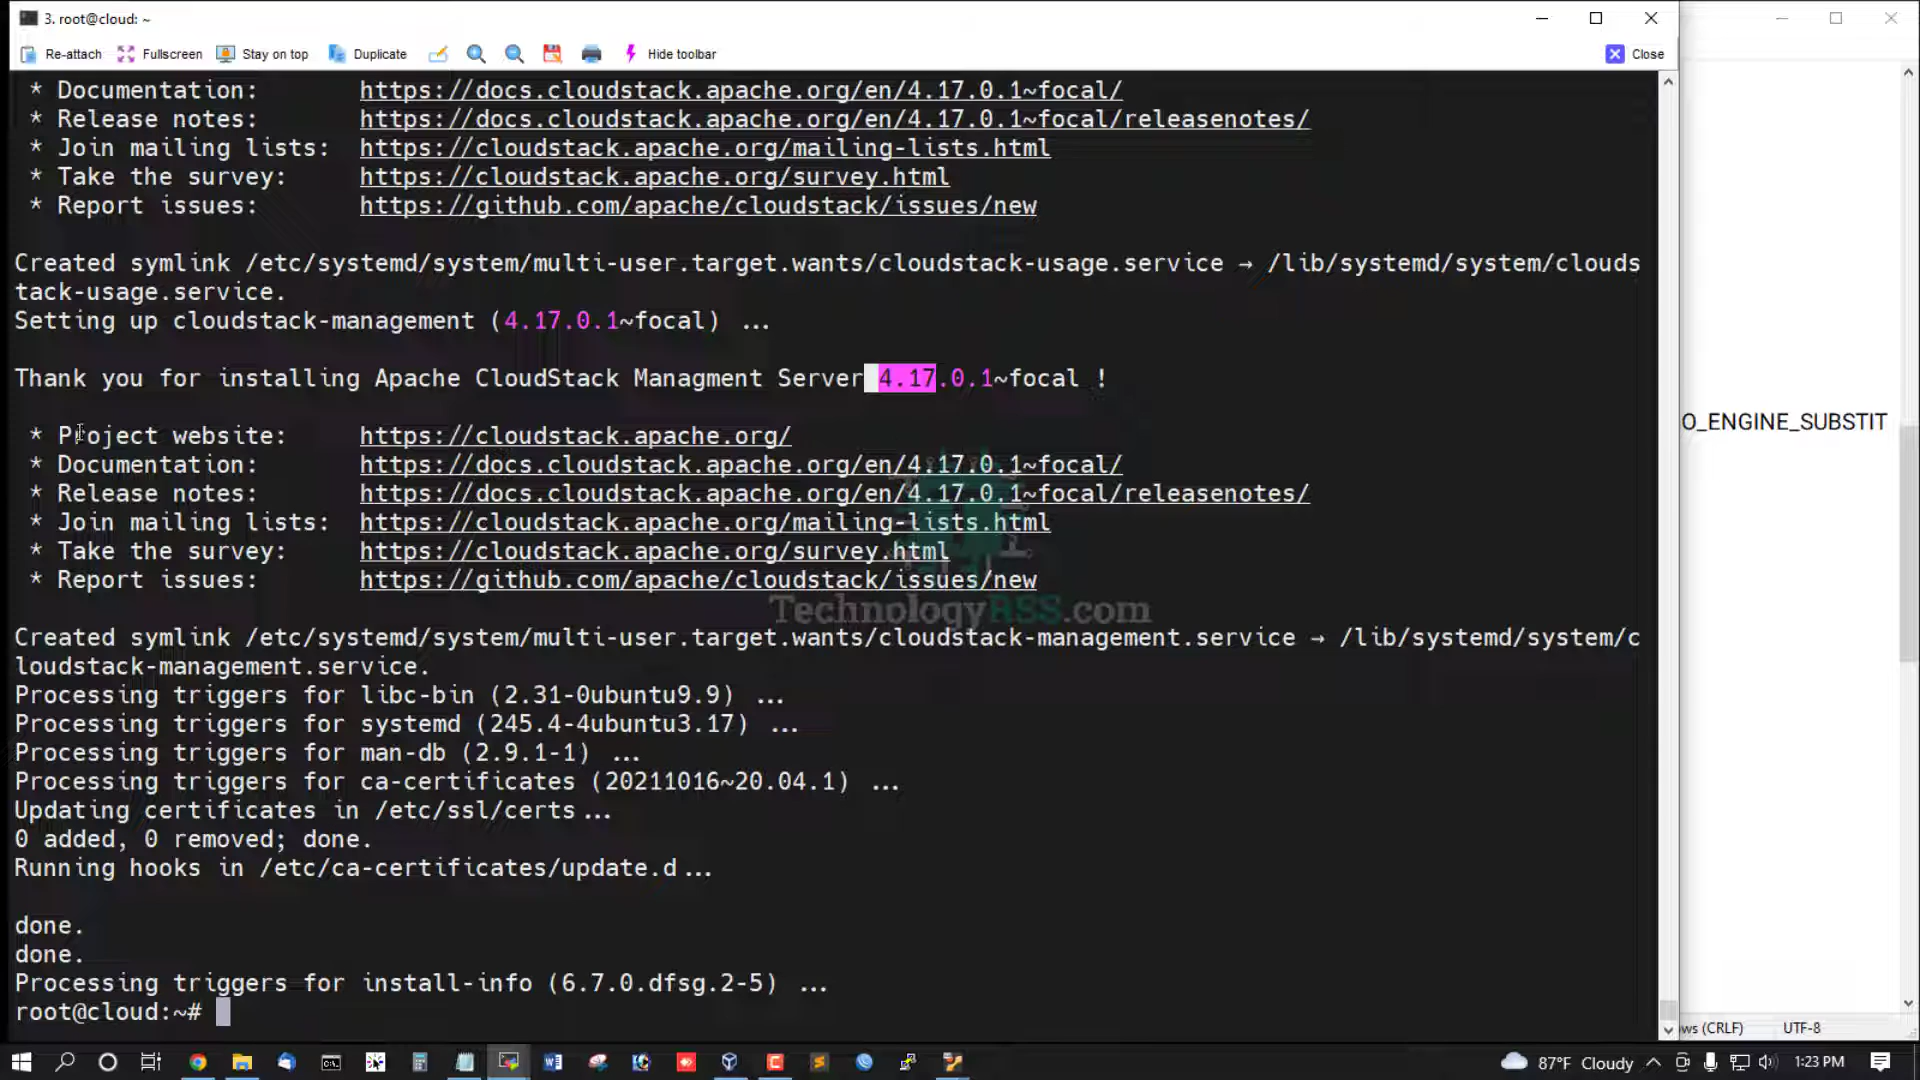 3. root@cloud: ~
Re-attach Fullscreen Stay on top Duplicate Hide toolbar Close
* Documentation: https://docs.cloudstack.apache.org/en/4.17.0.1~focal/
* Release notes: https://docs.cloudstack.apache.org/en/4.17.0.1~focal/releasenotes/
* Join mailing lists: https://cloudstack.apache.org/mailing-lists.html
* Take the survey: https://cloudstack.apache.org/survey.html
* Report issues: https://github.com/apache/cloudstack/issues/new
Created symlink /etc/systemd/system/multi-user.target.wants/cloudstack-usage.service → /lib/systemd/system/clouds
tack-usage.service.
Setting up cloudstack-management (4.17.0.1~focal) ...
Thank you for installing Apache CloudStack Managment Server 4.17.0.1~focal !
* Project website: https://cloudstack.apache.org/
O_ENGINE_SUBSTIT
* Documentation: https://docs.cloudstack.apache.org/en/4.17.0.1~focal/
* Release notes: https://docs.cloudstack.apache.org/en/4.17.0.1~focal/releasenotes/
* Join mailing lists: https://cloudstack.apache.org/mailing-lists.html
* Take the survey: https://cloudstack.apache.org/survey.html
* Report issues: https://github.com/apache/cloudstack/issues/new
TechnologyRSS.com
Created symlink /etc/systemd/system/multi-user.target.wants/cloudstack-management.service → /lib/systemd/system/c
loudstack-management.service.
Processing triggers for libc-bin (2.31-0ubuntu9.9) ...
Processing triggers for systemd (245.4-4ubuntu3.17) ...
Processing triggers for man-db (2.9.1-1) ...
Processing triggers for ca-certificates (20211016~20.04.1) ...
Updating certificates in /etc/ssl/certs...
0 added, 0 removed; done.
Running hooks in /etc/ca-certificates/update.d...
done.
done.
Processing triggers for install-info (6.7.0.dfsg.2-5) ...
root@cloud:~#
ws (CRLF) UTF-8
87°F Cloudy 1:23 PM